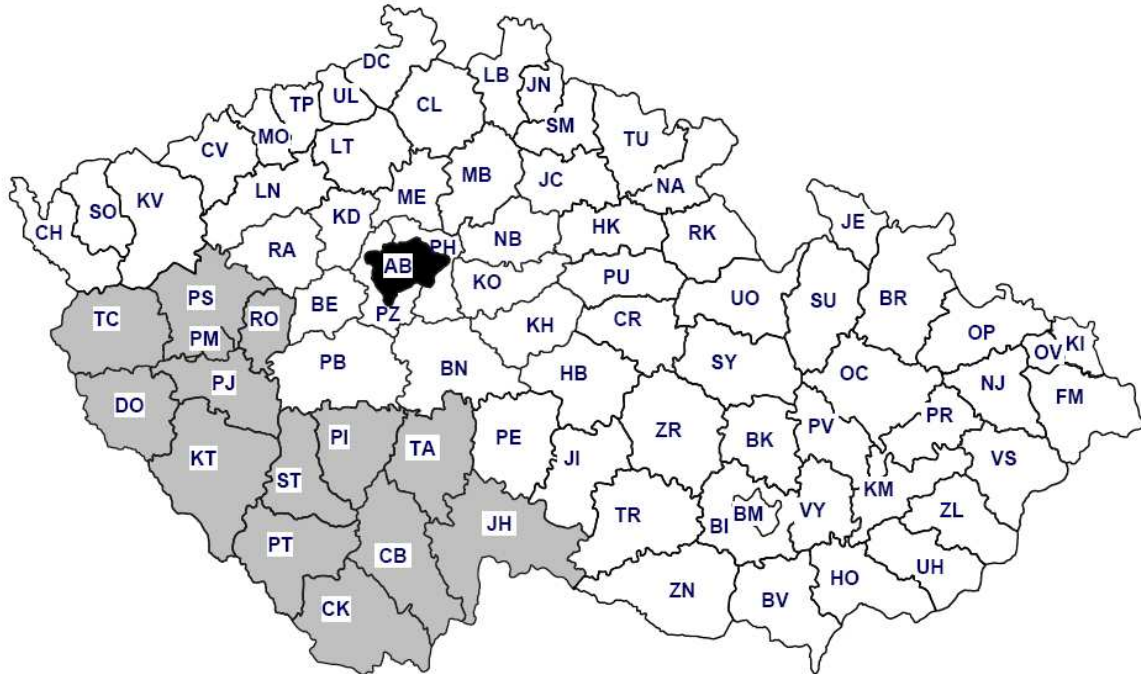 DC
LB
JN
UL
TP
CL
SM
MO
TU
CV
LT
MB
JC
NA
LN
ME
SO
KV
CH
KD
NB
HK
RK
JE
RA
PH
AB
KO
PU
UO
SU
BR
PS
BE
TC
RO
PZ
KH
CR
OP
PM
OV
KI
PB
BN
HB
SY
OC
NJ
FM
PJ
DO
PI
TA
PE
ZR
BK
PV
PR
KT
ST
JI
VS
KM
TR
BI
BM
VY
ZL
JH
PT
CB
UH
HO
ZN
BV
CK